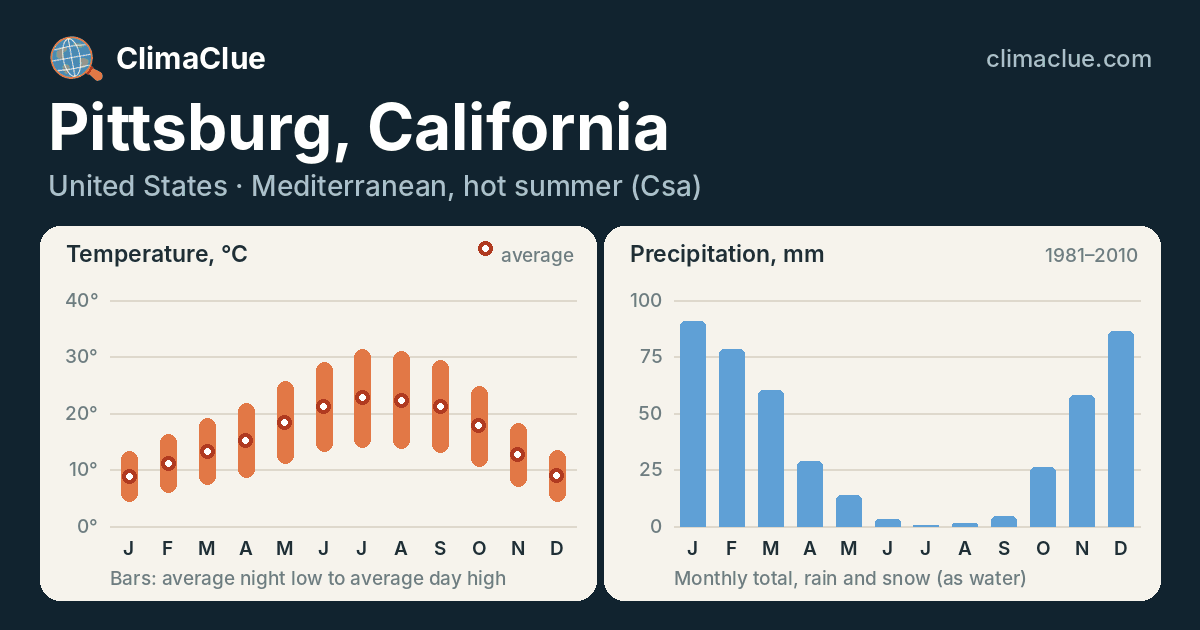 ClimaClue
climaclue.com
Pittsburg, California
United States · Mediterranean, hot summer (Csa)
Temperature, °C
average
40°
30°
20°
10°
0°
J F M A M J J A S O N D
Bars: average night low to average day high
Precipitation, mm
1981–2010
100
75
50
25
0
J F M A M J J A S O N D
Monthly total, rain and snow (as water)